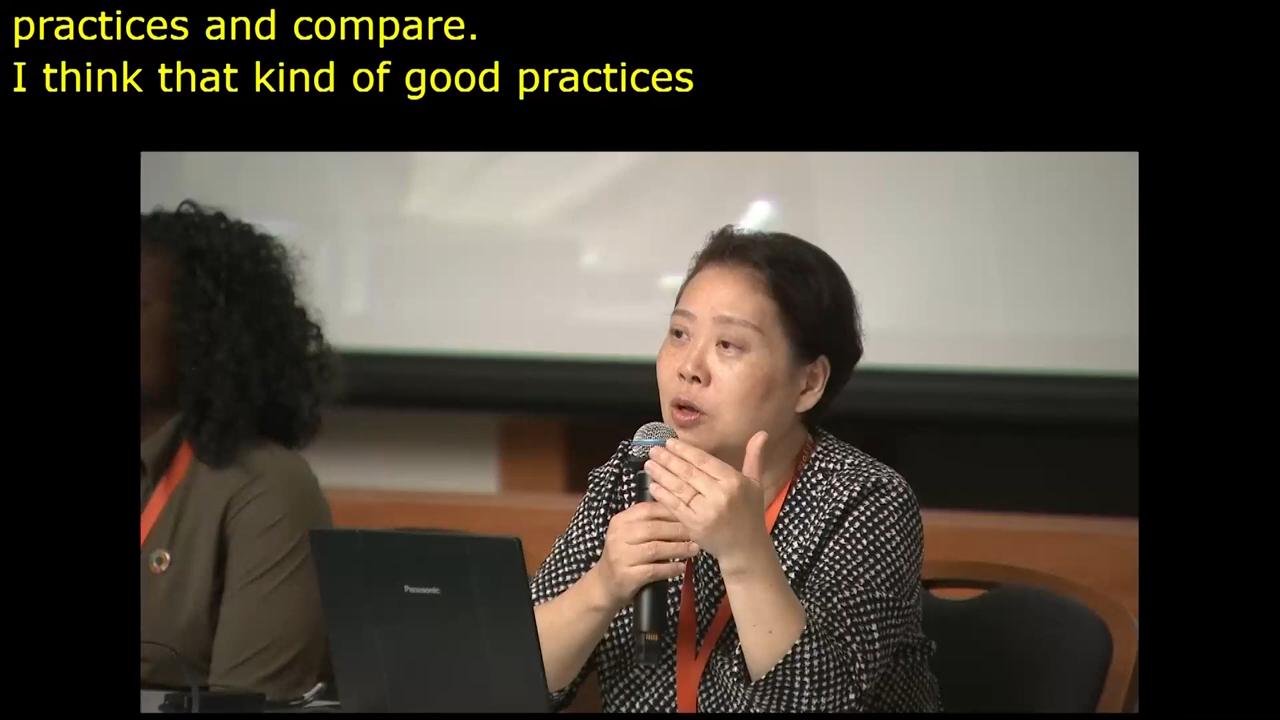 practices and compare.
I think that kind of good practices
Panasonic